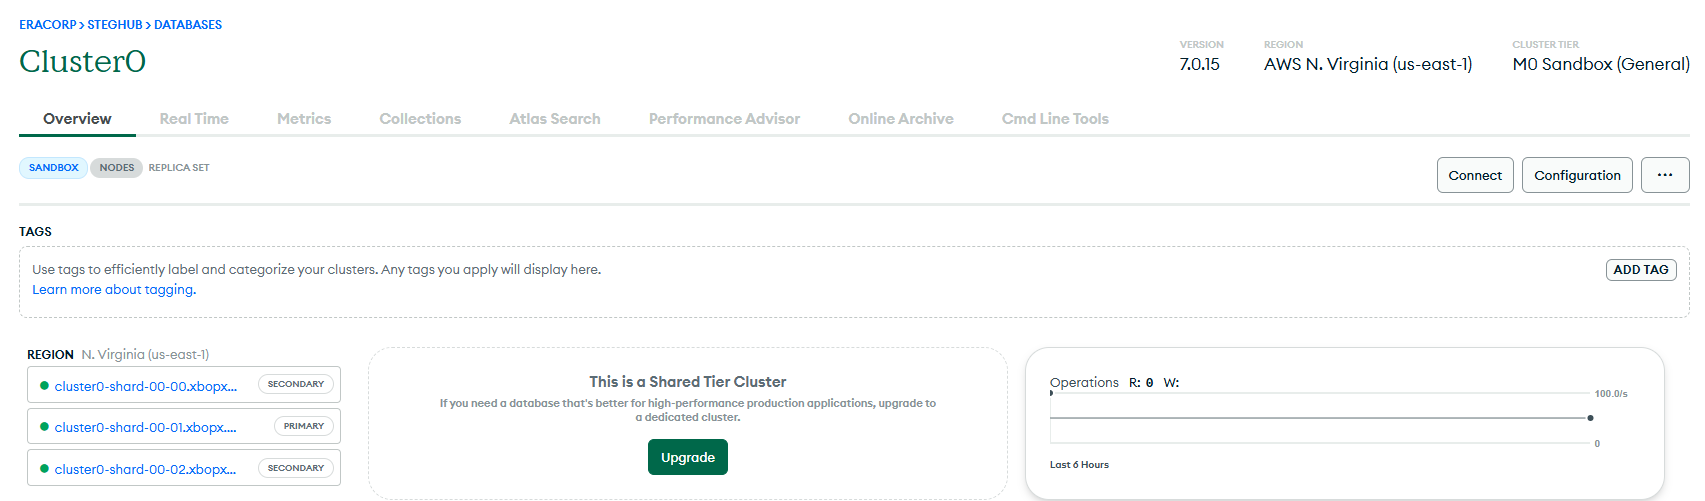 ERACORP > STEGHUB > DATABASES
Cluster0
VERSION
7.0.15
REGION
AWS N. Virginia (us-east-1)
CLUSTER TIER
M0 Sandbox (General)
Overview Real Time Metrics Collections Atlas Search Performance Advisor Online Archive Cmd Line Tools
SANDBOX NODES REPLICA SET
Connect Configuration ...
TAGS
Use tags to efficiently label and categorize your clusters. Any tags you apply will display here.
Learn more about tagging.
ADD TAG
REGION N. Virginia (us-east-1)
cluster0-shard-00-00.xbopx... SECONDARY
cluster0-shard-00-01.xbopx.... PRIMARY
cluster0-shard-00-02.xbopx... SECONDARY
This is a Shared Tier Cluster
If you need a database that's better for high-performance production applications, upgrade to
a dedicated cluster.
Upgrade
Operations R: 0 W:
100.0/s
0
Last 6 Hours